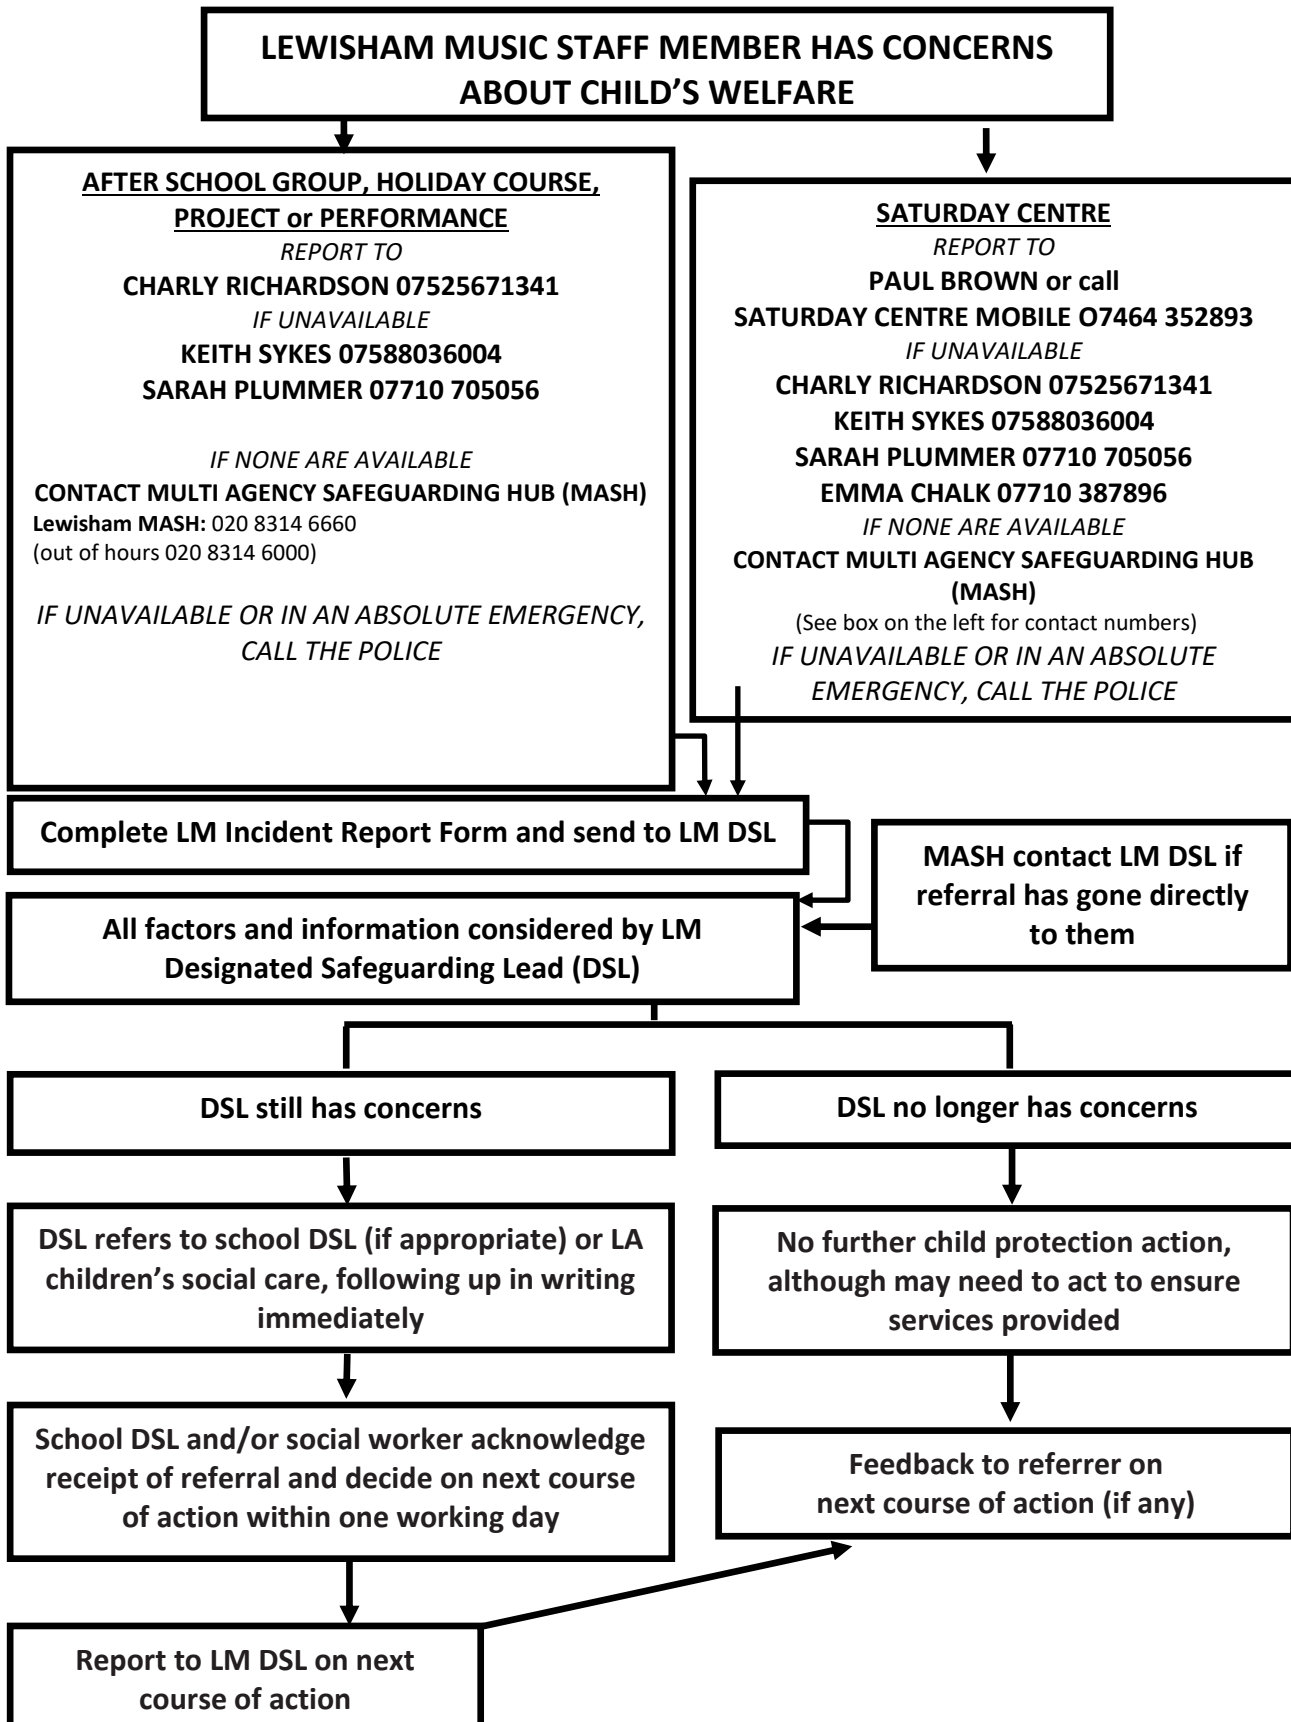 LEWISHAM MUSIC STAFF MEMBER HAS CONCERNS
ABOUT CHILD'S WELFARE
AFTER SCHOOL GROUP, HOLIDAY COURSE,
PROJECT or PERFORMANCE
REPORT TO
CHARLY RICHARDSON 07525671341
IF UNAVAILABLE
KEITH SYKES 07588036004
SARAH PLUMMER 07710 705056
IF NONE ARE AVAILABLE
CONTACT MULTI AGENCY SAFEGUARDING HUB (MASH)
Lewisham MASH: 020 8314 6660
(out of hours 020 8314 6000)
IF UNAVAILABLE OR IN AN ABSOLUTE EMERGENCY,
CALL THE POLICE
SATURDAY CENTRE
REPORT TO
PAUL BROWN or call
SATURDAY CENTRE MOBILE O7464 352893
IF UNAVAILABLE
CHARLY RICHARDSON 07525671341
KEITH SYKES 07588036004
SARAH PLUMMER 07710 705056
EMMA CHALK 07710 387896
IF NONE ARE AVAILABLE
CONTACT MULTI AGENCY SAFEGUARDING HUB
(MASH)
(See box on the left for contact numbers)
IF UNAVAILABLE OR IN AN ABSOLUTE
EMERGENCY, CALL THE POLICE
Complete LM Incident Report Form and send to LM DSL
MASH contact LM DSL if
referral has gone directly
to them
All factors and information considered by LM
Designated Safeguarding Lead (DSL)
DSL still has concerns
DSL no longer has concerns
DSL refers to school DSL (if appropriate) or LA
children's social care, following up in writing
immediately
No further child protection action,
although may need to act to ensure
services provided
School DSL and/or social worker acknowledge
receipt of referral and decide on next course
of action within one working day
Feedback to referrer on
next course of action (if any)
Report to LM DSL on next
course of action